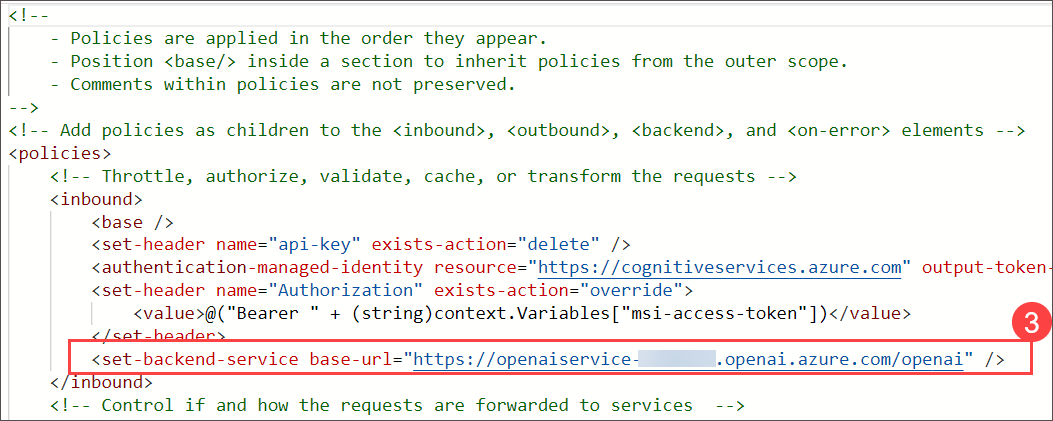 <!--
    - Policies are applied in the order they appear.
    - Position <base/> inside a section to inherit policies from the outer scope.
    - Comments within policies are not preserved.
-->
<!-- Add policies as children to the <inbound>, <outbound>, <backend>, and <on-error> elements -->
<policies>
    <!-- Throttle, authorize, validate, cache, or transform the requests -->
    <inbound>
        <base />
        <set-header name="api-key" exists-action="delete" />
        <authentication-managed-identity resource="https://cognitiveservices.azure.com" output-token-
        <set-header name="Authorization" exists-action="override">
            <value>@("Bearer " + (string)context.Variables["msi-access-token"])</value>
        </set-header>
3
        <set-backend-service base-url="https://openaiservice-.openai.azure.com/openai" />
    </inbound>
    <!-- Control if and how the requests are forwarded to services  -->